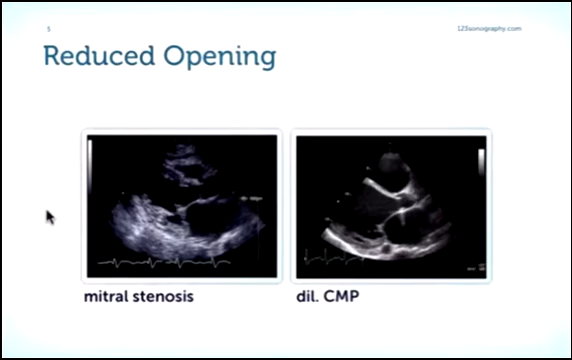 5
123sonography.com
Reduced Opening
mitral stenosis
dil. CMP